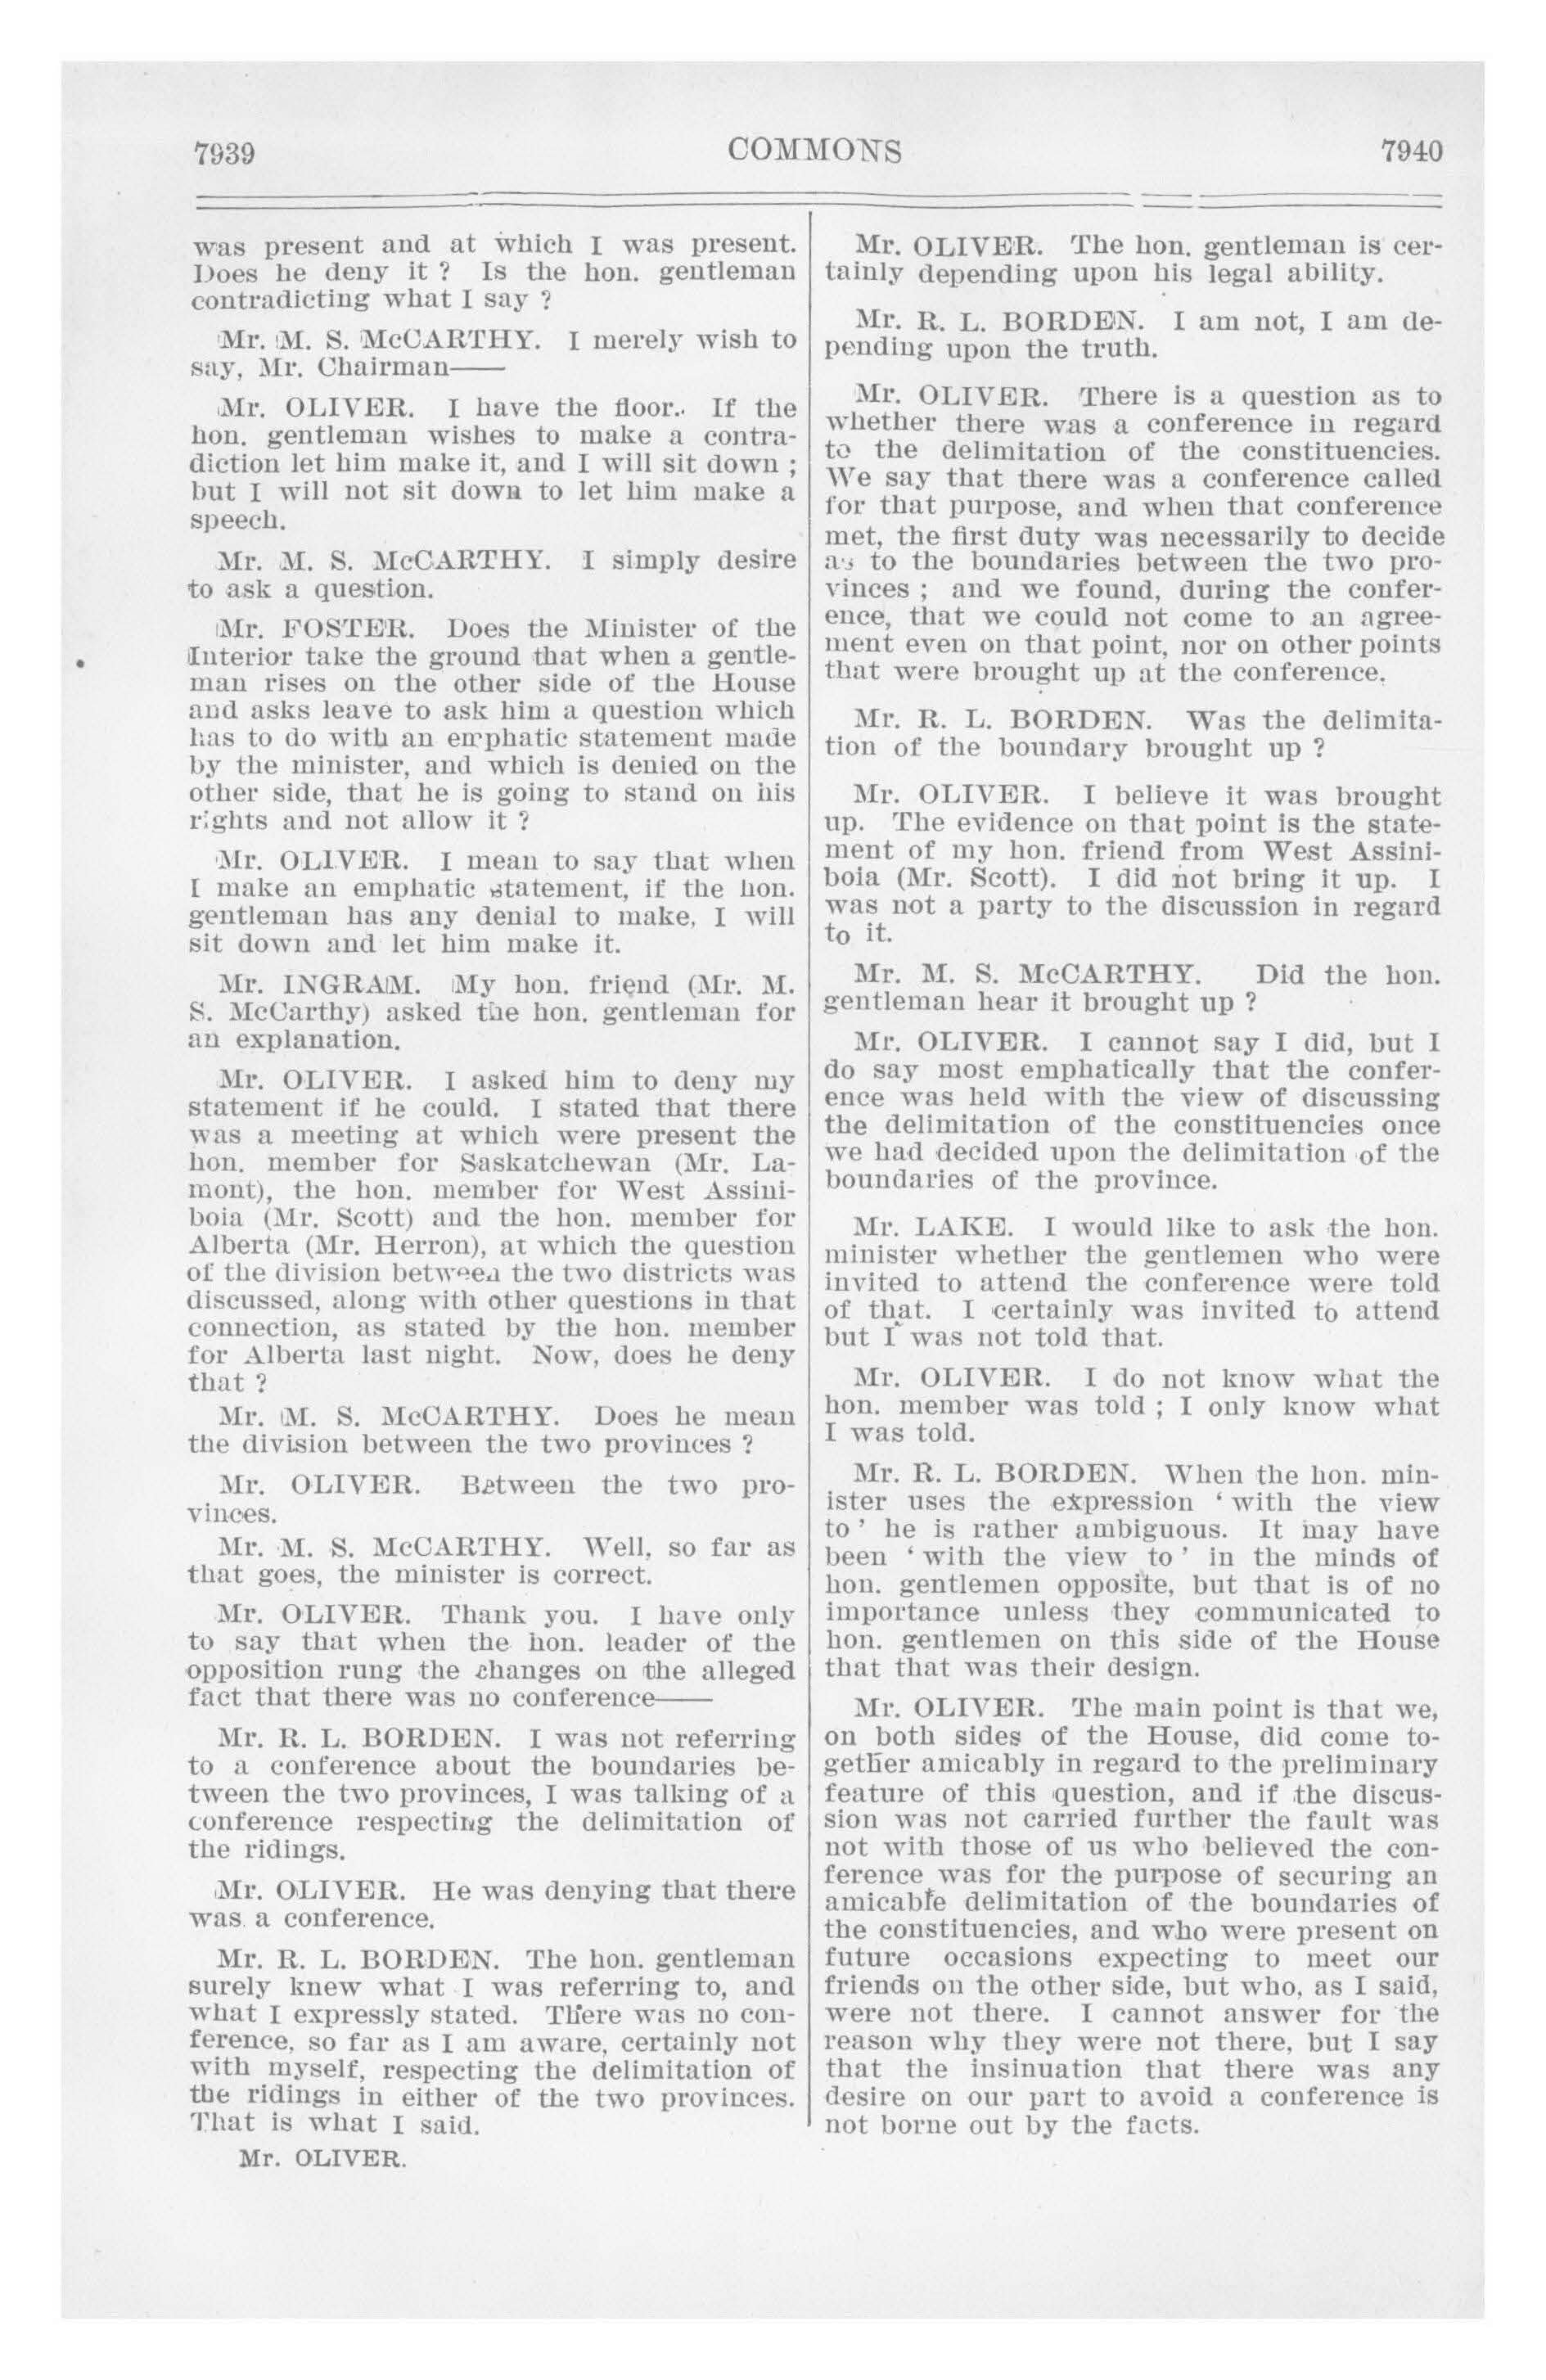 7939
COMMONS
7940
was present and at which I was present.
Does he deny it ? Is the hon. gentleman
contradicting what I say ?
Mr. M. S. McCARTHY. I merely wish to
say, Mr. Chairman——
Mr. OLIVER. I have the floor. If the
hon. gentleman wishes to make a contra-
diction let him make it, and I will sit down ;
but I will not sit down to let him make a
speech.
Mr. M. S. McCARTHY. I simply desire
to ask a question.
Mr. FOSTER. Does the Minister of the
Interior take the ground that when a gentle-
man rises on the other side of the House
and asks leave to ask him a question which
has to do with an emphatic statement made
by the minister, and which is denied on the
other side, that he is going to stand on his
rights and not allow it ?
Mr. OLIVER. I mean to say that when
I make an emphatic statement, if the hon.
gentleman has any denial to make, I will
sit down and let him make it.
Mr. INGRAM. My hon. friend (Mr. M.
S. McCarthy) asked the hon. gentleman for
an explanation.
Mr. OLIVER. I asked him to deny my
statement if he could. I stated that there
was a meeting at which were present the
hon. member for Saskatchewan (Mr. La-
mont), the hon. member for West Assini-
boia (Mr. Scott) and the hon. member for
Alberta (Mr. Herron), at which the question
of the division between the two districts was
discussed, along with other questions in that
connection, as stated by the hon. member
for Alberta last night. Now, does he deny
that ?
Mr. M. S. McCARTHY. Does he mean
the division between the two provinces ?
Mr. OLIVER. Between the two pro-
vinces.
Mr. M. S. McCARTHY. Well, so far as
that goes, the minister is correct.
Mr. OLIVER. Thank you. I have only
to say that when the hon. leader of the
opposition rung the changes on the alleged
fact that there was no conference——
Mr. R. L. BORDEN. I was not referring
to a conference about the boundaries be-
tween the two provinces, I was talking of a
conference respecting the delimitation of
the ridings.
Mr. OLIVER. He was denying that there
was a conference.
Mr. R. L. BORDEN. The hon. gentleman
surely knew what I was referring to, and
what I expressly stated. There was no con-
ference, so far as I am aware, certainly not
with myself, respecting the delimitation of
the ridings in either of the two provinces.
That is what I said.
Mr. OLIVER.
Mr. OLIVER. The hon. gentleman is cer-
tainly depending upon his legal ability.
Mr. R. L. BORDEN. I am not, I am de-
pending upon the truth.
Mr. OLIVER. There is a question as to
whether there was a conference in regard
to the delimitation of the constituencies.
We say that there was a conference called
for that purpose, and when that conference
met, the first duty was necessarily to decide
as to the boundaries between the two pro-
vinces ; and we found, during the confer-
ence, that we could not come to an agree-
ment even on that point, nor on other points
that were brought up at the conference.
Mr. R. L. BORDEN. Was the delimita-
tion of the boundary brought up ?
Mr. OLIVER. I believe it was brought
up. The evidence on that point is the state-
ment of my hon. friend from West Assini-
boia (Mr. Scott). I did not bring it up. I
was not a party to the discussion in regard
to it.
Mr. M. S. McCARTHY. Did the hon.
gentleman hear it brought up ?
Mr. OLIVER. I cannot say I did, but I
do say most emphatically that the confer-
ence was held with the view of discussing
the delimitation of the constituencies once
we had decided upon the delimitation of the
boundaries of the province.
Mr. LAKE. I would like to ask the hon.
minister whether the gentlemen who were
invited to attend the conference were told
of that. I certainly was invited to attend
but I was not told that.
Mr. OLIVER. I do not know what the
hon. member was told ; I only know what
I was told.
Mr. R. L. BORDEN. When the hon. min-
ister uses the expression ‘ with the view
to ’ he is rather ambiguous. It may have
been ‘ with the view to ’ in the minds of
hon. gentlemen opposite, but that is of no
importance unless they communicated to
hon. gentlemen on this side of the House
that that was their design.
Mr. OLIVER. The main point is that we,
on both sides of the House, did come to-
gether amicably in regard to the preliminary
feature of this question, and if the discus-
sion was not carried further the fault was
not with those of us who believed the con-
ference was for the purpose of securing an
amicable delimitation of the boundaries of
the constituencies, and who were present on
future occasions expecting to meet our
friends on the other side, but who, as I said,
were not there. I cannot answer for the
reason why they were not there, but I say
that the insinuation that there was any
desire on our part to avoid a conference is
not borne out by the facts.